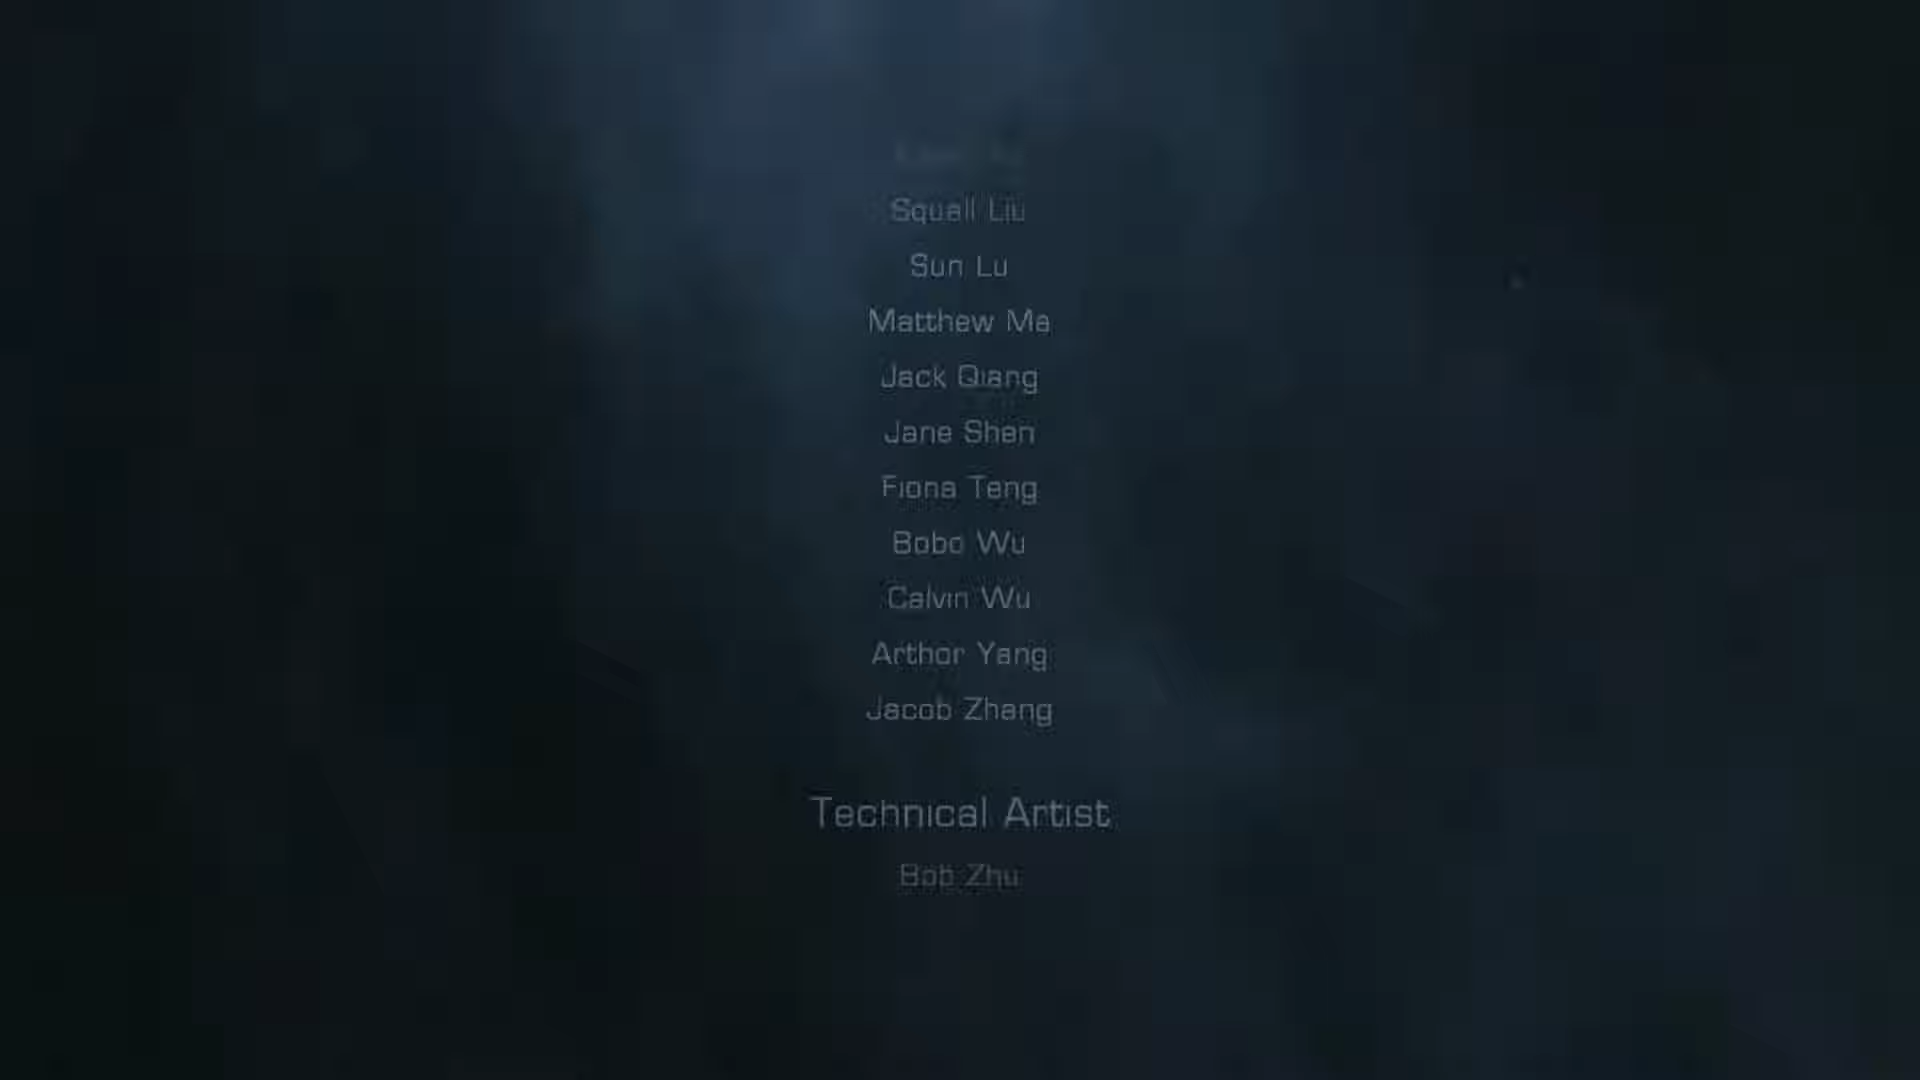 Squall Liu
Sun Lu
Matthew Ma
Jack Qiang
Jane Shen
Fiona Teng
Bobo Wu
Calvin Wu
Arthor Yang
Jacob Zhang
Technical Artist
Bob Zhu